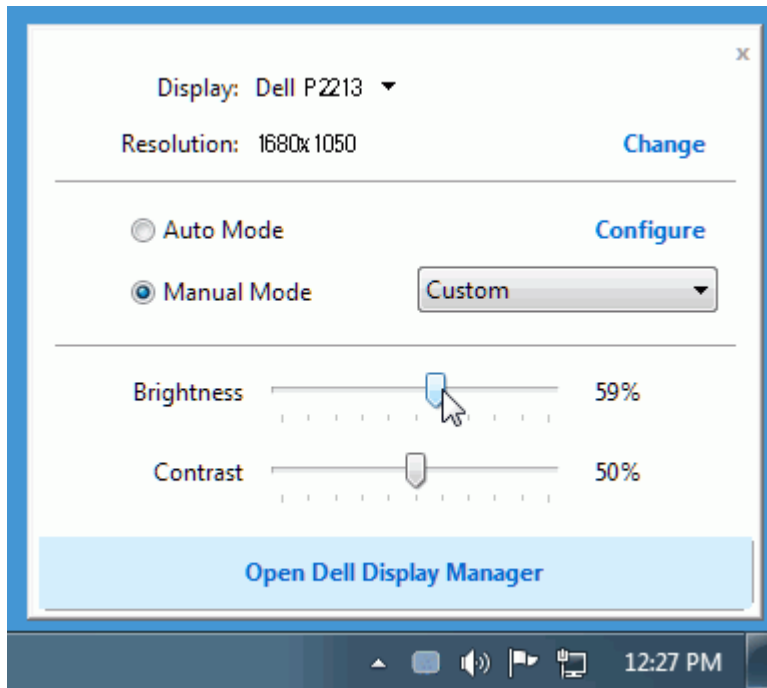 x
Display: Dell P2213
Resolution: 1680x1050 Change
Auto Mode Configure
Manual Mode Custom
Brightness 59%
Contrast 50%
Open Dell Display Manager
12:27 PM